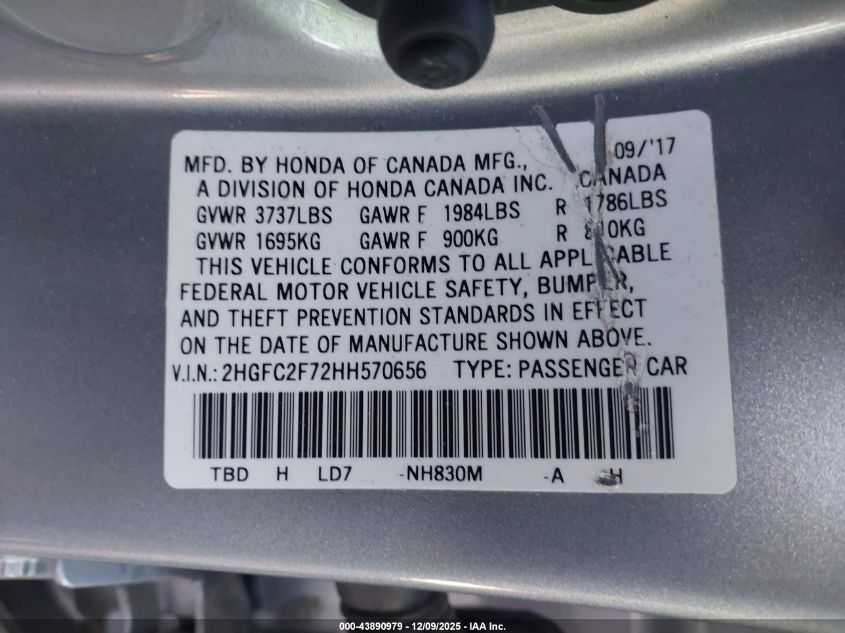 09/'17
MFD. BY HONDA OF CANADA MFG.,
A DIVISION OF HONDA CANADA INC. CANADA
GVWR 3737LBS GAWR F 1984LBS R 1786LBS
GVWR 1695KG GAWR F 900KG R 810KG
THIS VEHICLE CONFORMS TO ALL APPLICABLE
FEDERAL MOTOR VEHICLE SAFETY, BUMPER,
AND THEFT PREVENTION STANDARDS IN EFFECT
ON THE DATE OF MANUFACTURE SHOWN ABOVE.
V.I.N.: 2HGFC2F72HH570656 TYPE: PASSENGER CAR
TBD H LD7 -NH830M -A H
000-43890979 - 12/09/2025 - IAA Inc.